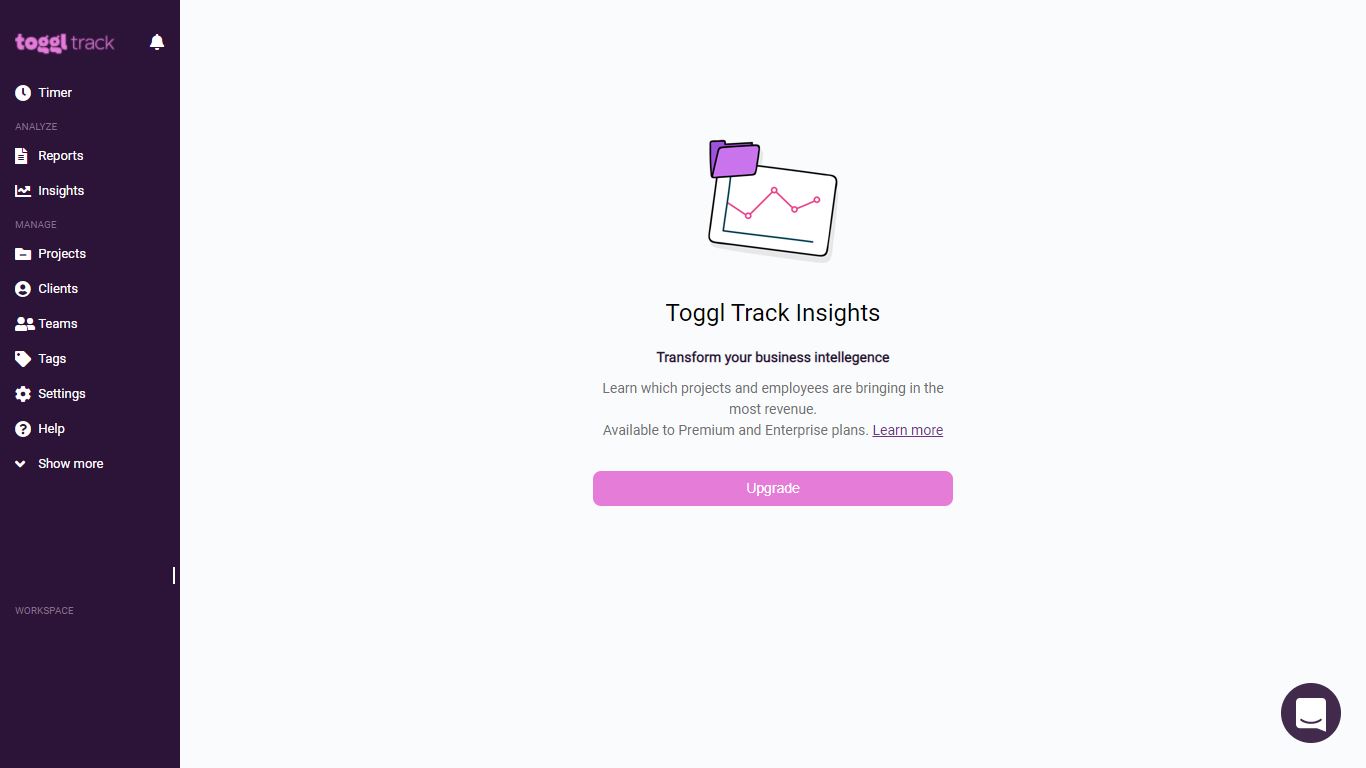 toggl track
Timer
ANALYZE
Reports
Insights
MANAGE
Projects
Clients
Teams
Tags
Settings
Help
Show more
WORKSPACE
Toggl Track Insights
Transform your business intellegence
Learn which projects and employees are bringing in the
most revenue.
Available to Premium and Enterprise plans. Learn more
Upgrade